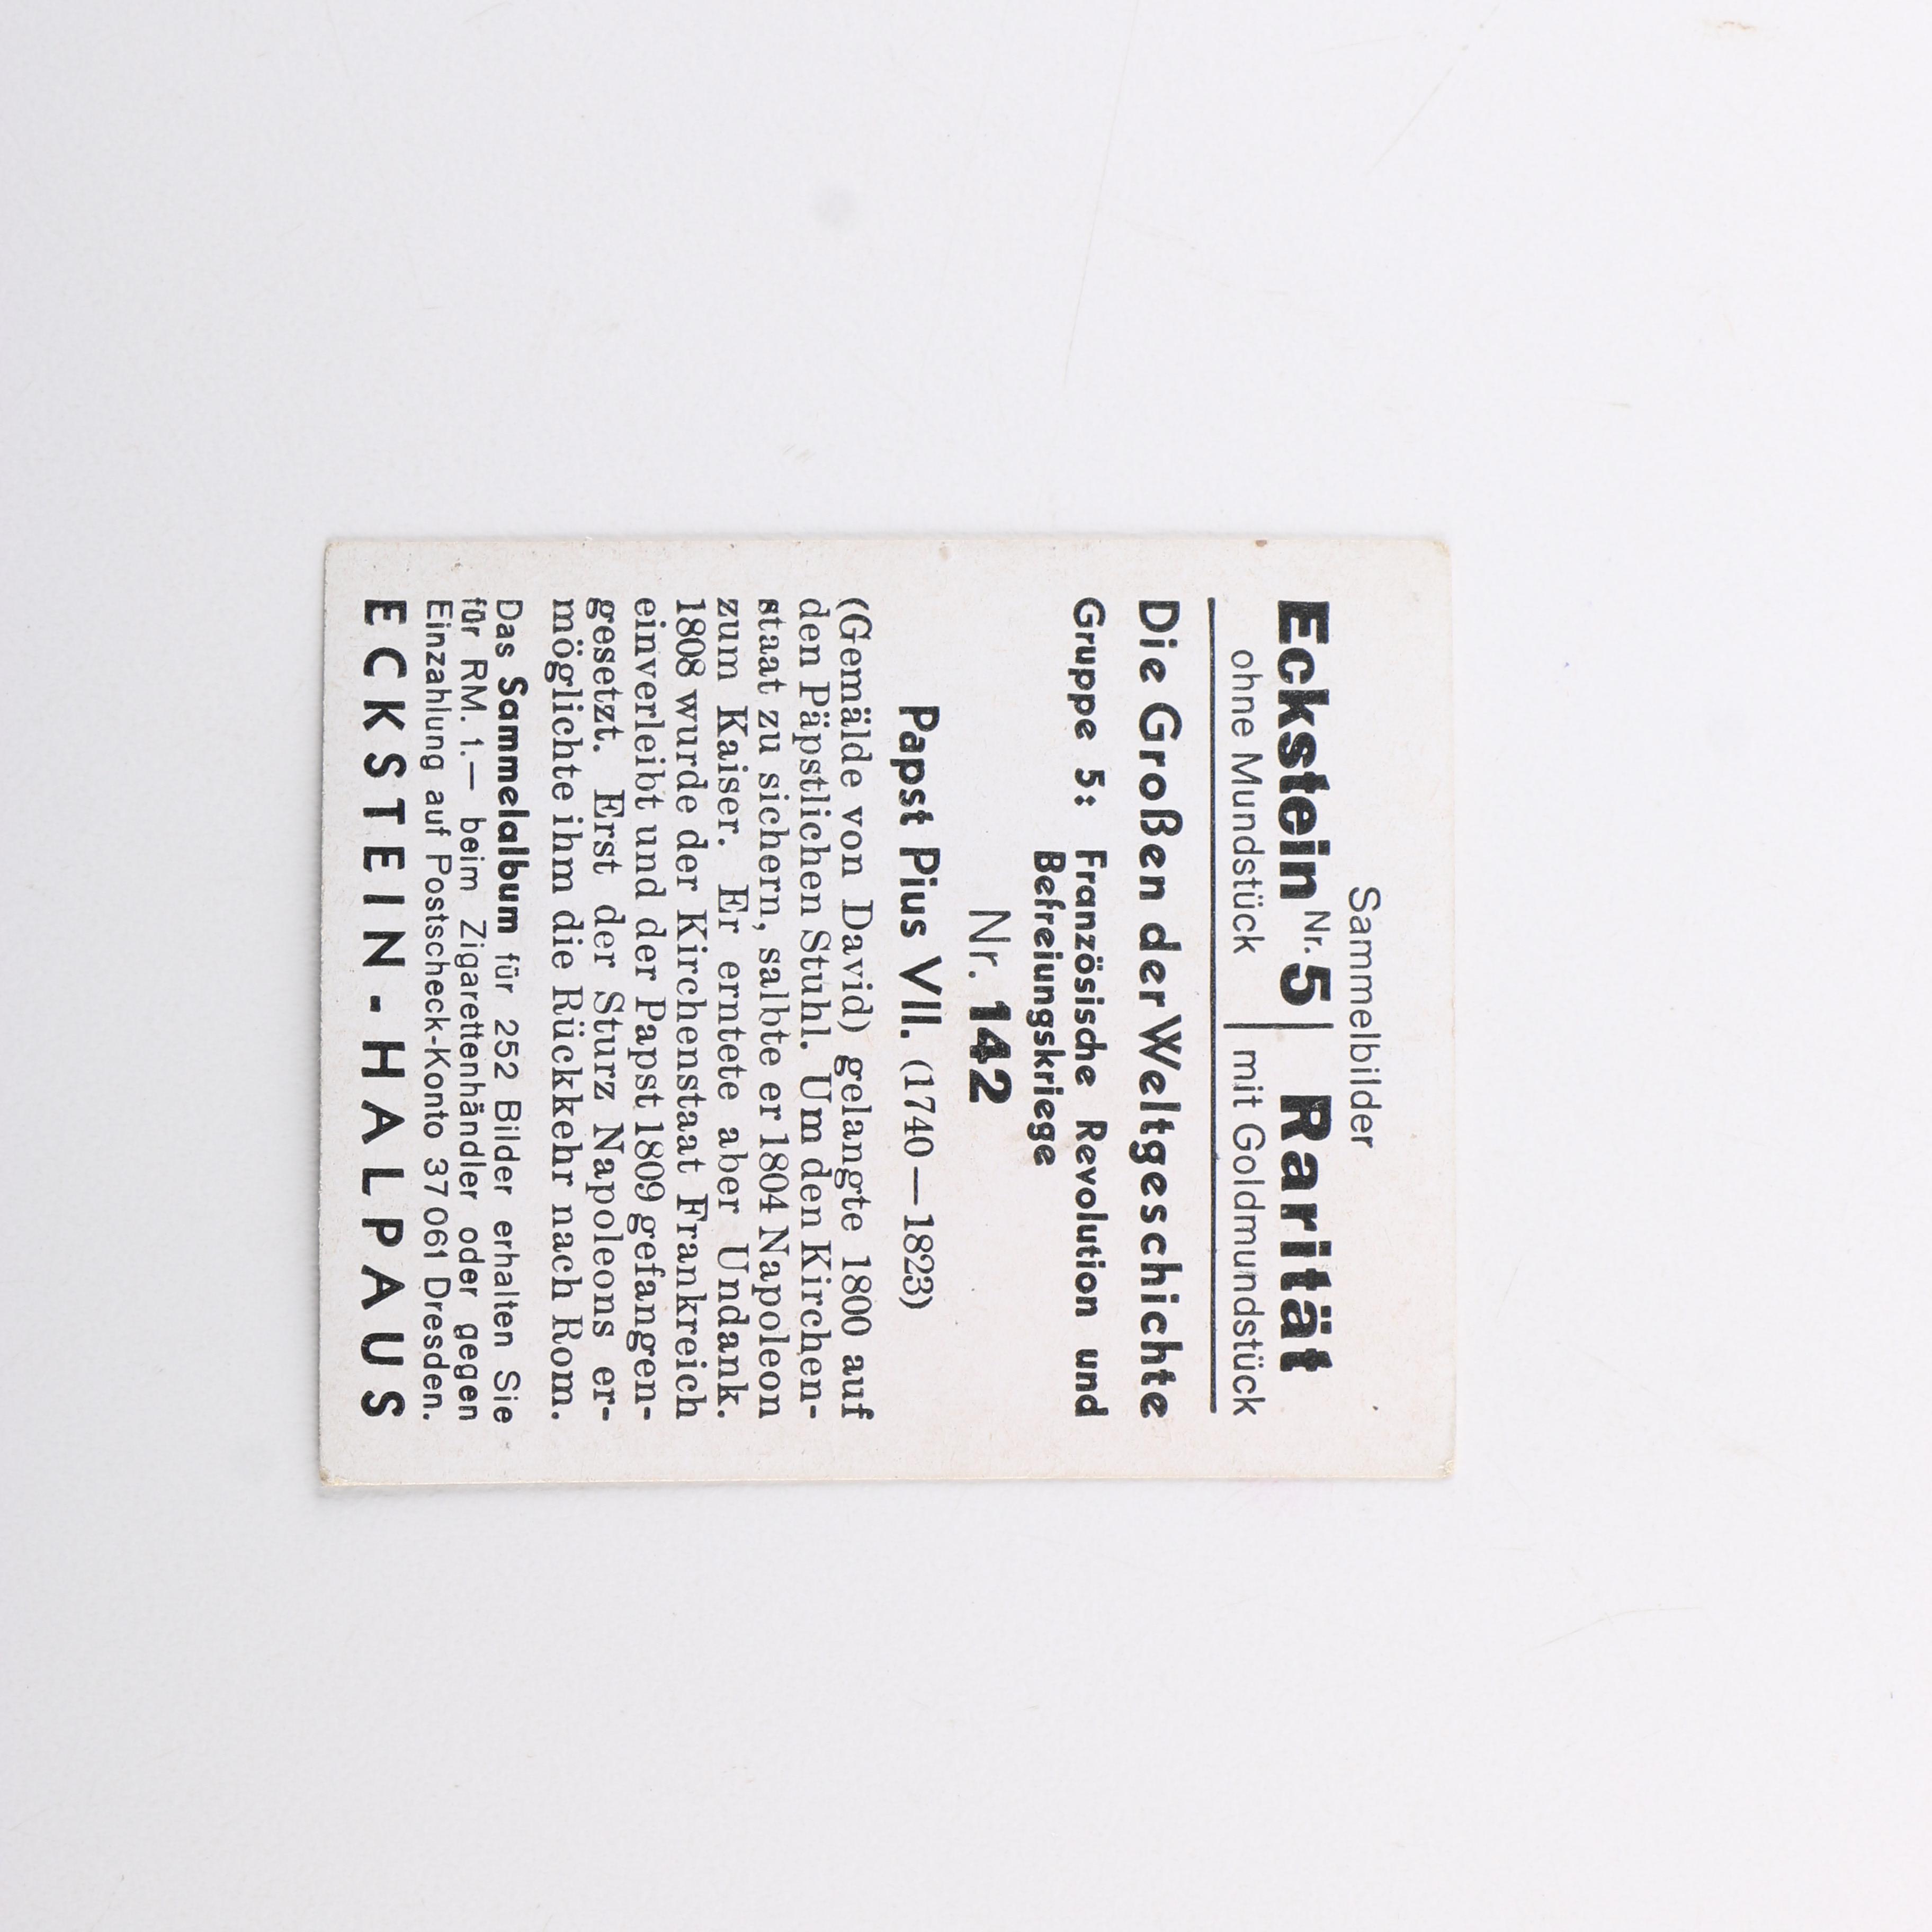 Sammelbilder
Eckstein Nr. 5 | Rarität
ohne Mundstück | mit Goldmundstück
Die Großen der Weltgeschichte
Gruppe 5: Französische Revolution und
Befreiungskriege
Nr. 142
Papst Pius VII. (1740—1823)
(Gemälde von David) gelangte 1800 auf
den Päpstlichen Stuhl. Um den Kirchen-
staat zu sichern, salbte er 1804 Napoleon
zum Kaiser. Er erntete aber Undank.
1808 wurde der Kirchenstaat Frankreich
einverleibt und der Papst 1809 gefangen-
gesetzt. Erst der Sturz Napoleons er-
möglichte ihm die Rückkehr nach Rom.
Das Sammelalbum für 252 Bilder erhalten Sie
für RM. 1.— beim Zigarettenhändler oder gegen
Einzahlung auf Postscheck-Konto 37 061 Dresden.
ECKSTEIN-HALPAUS